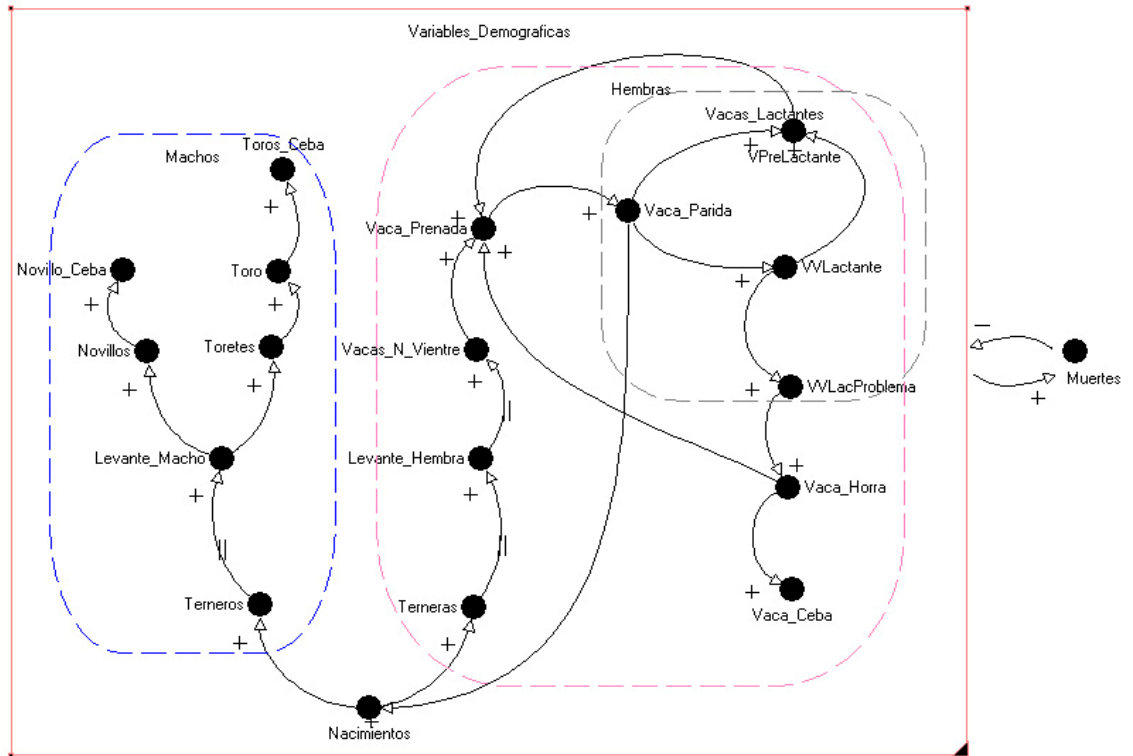 Variables_Demograficas
Hembras
Vacas_Lactantes
Machos
Toros_Ceba
+
+
VPreLactante
+
+
+
Vaca_Parida
+
Vaca_Prenada
+
+
Novillo_Ceba
Toro
VVLactante
+
+
+
–
Novillos
Toretes
Vacas_N_Vientre
Muertes
+
+
+
+
VVLacProblema
+
Levante_Macho
Levante_Hembra
||
+
+
+
Vaca_Horra
||
||
Terneros
Terneras
+
Vaca_Ceba
+
+
+
Nacimientos